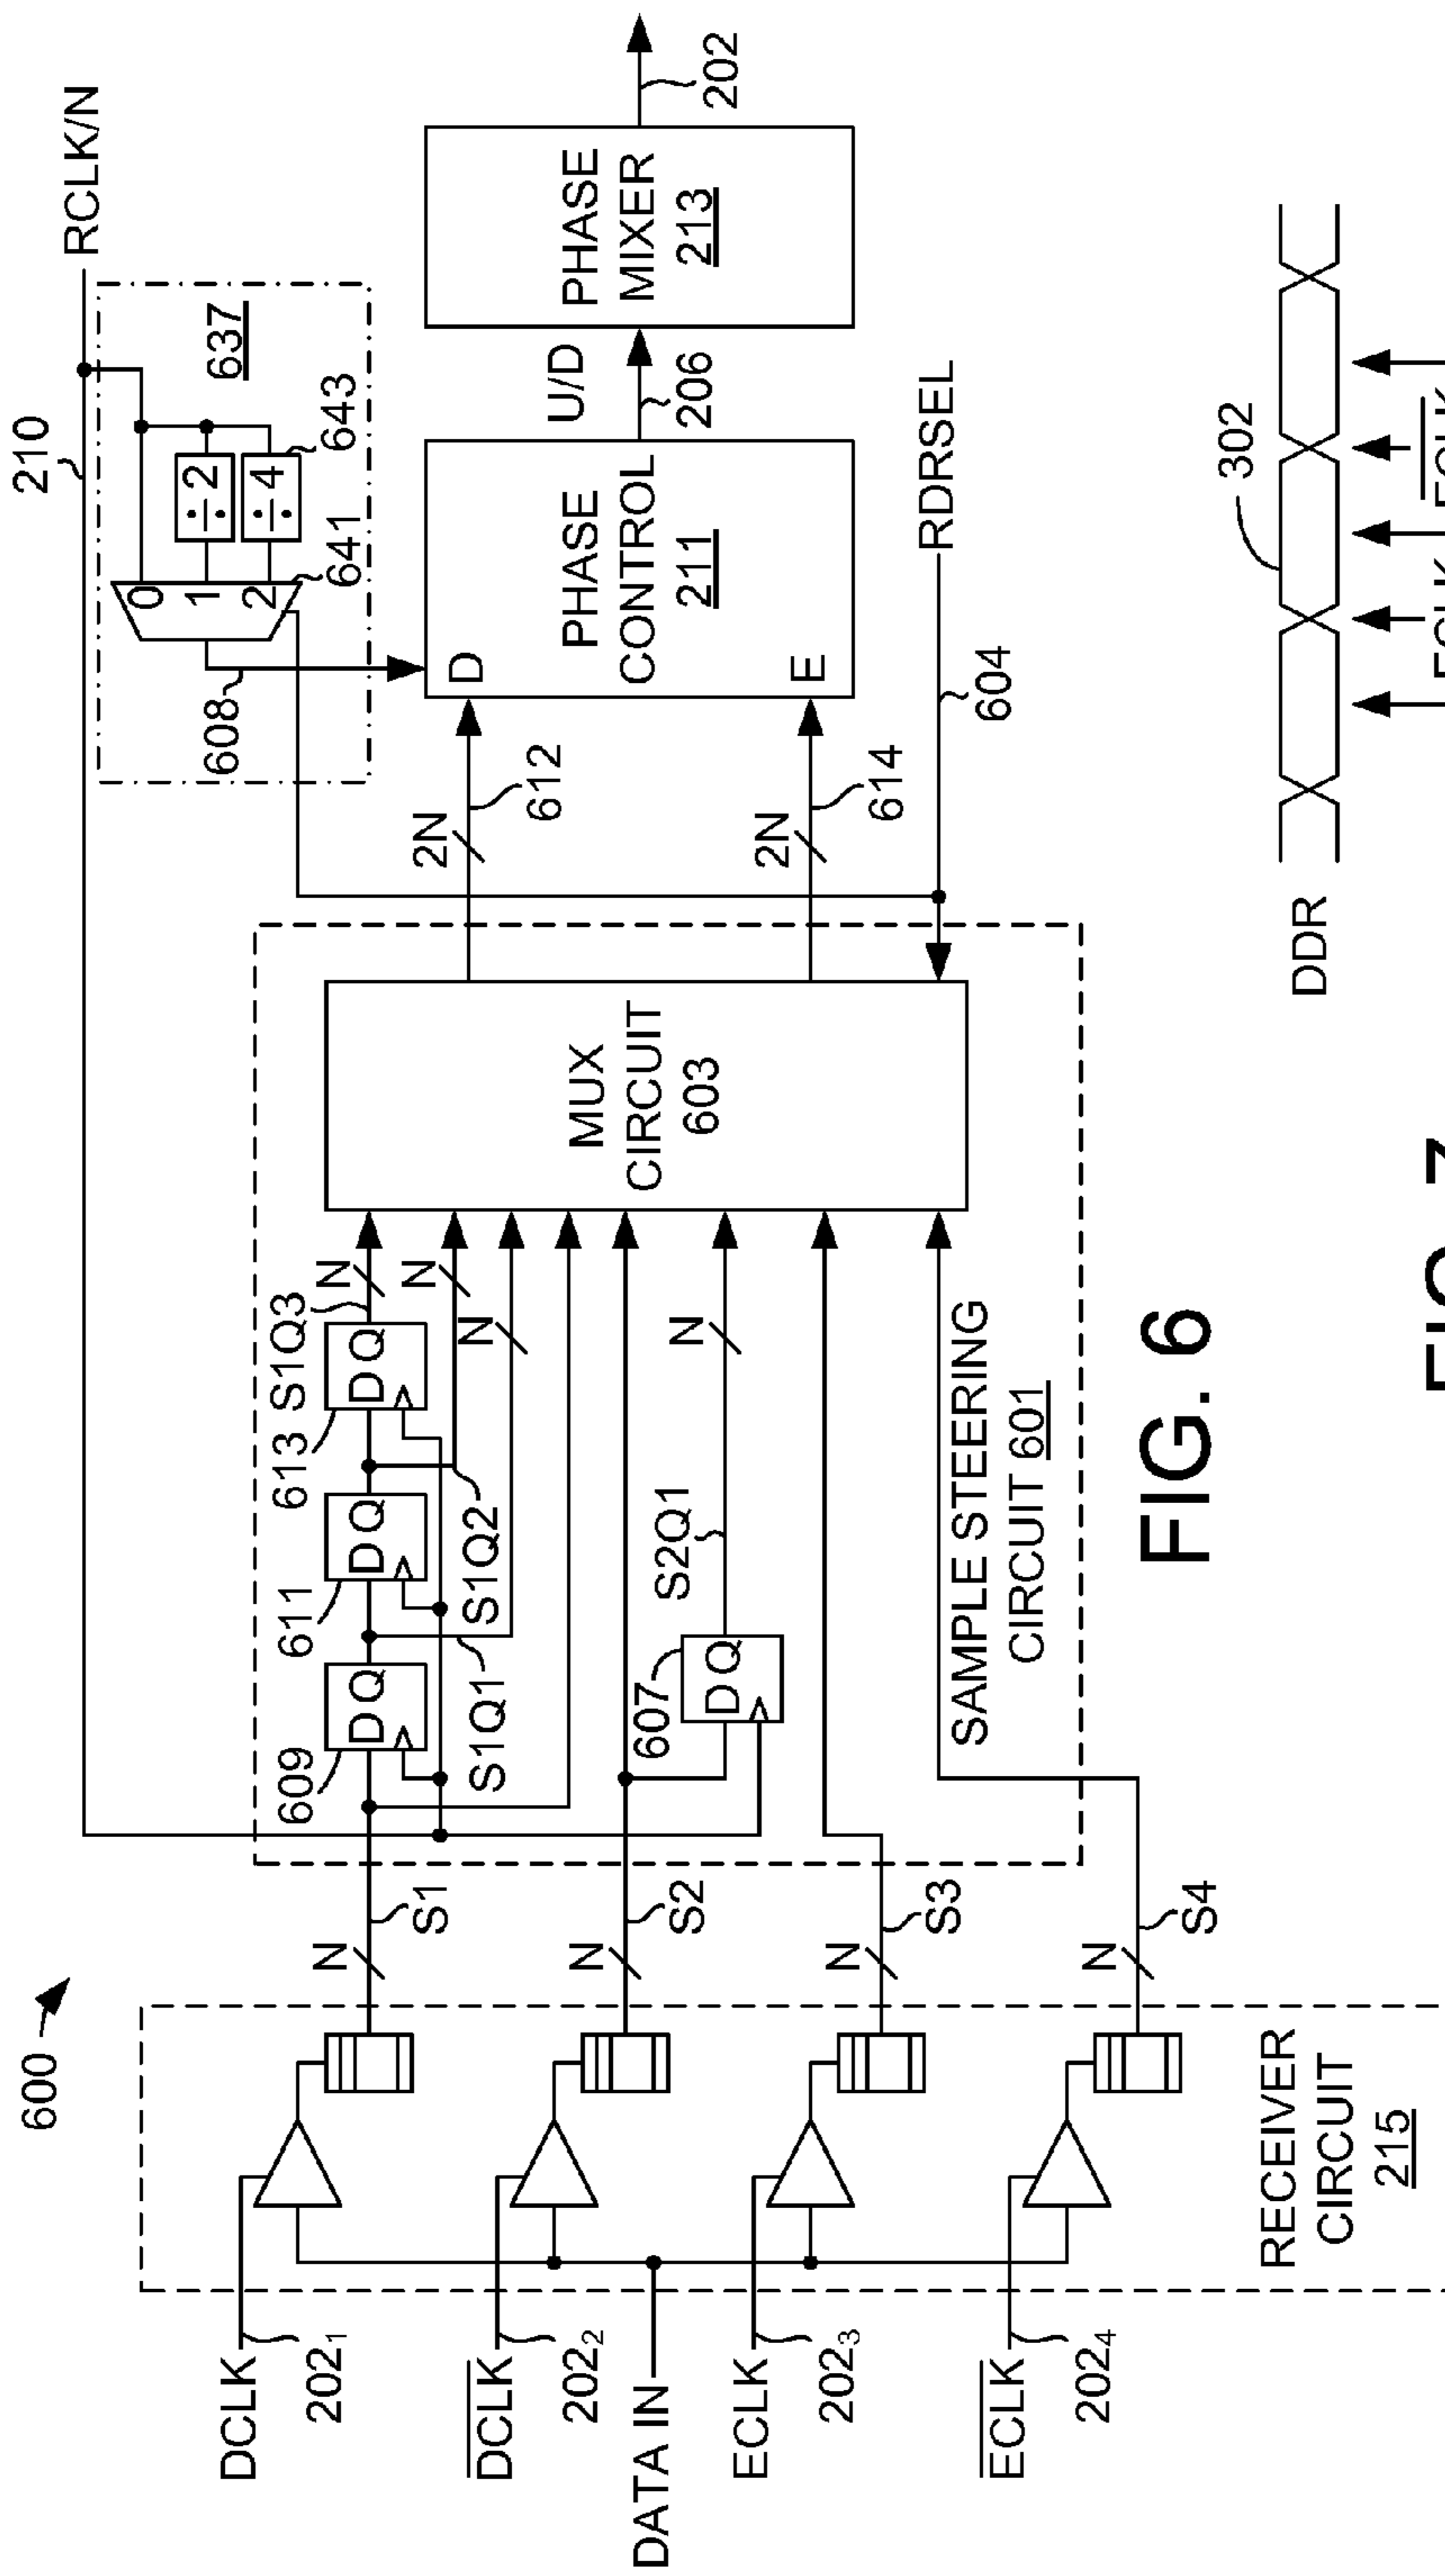 600
210
RCLK/N
637
0
1
2
÷2
÷4
641
643
608
DCLK
202₁
DCLK
202₂
DATA IN
ECLK
202₃
ECLK
202₄
RECEIVER
CIRCUIT
215
N
S1
N
S2
N
S3
N
S4
609
D Q
611
D Q
613
D Q
S1Q3
S1Q1
S1Q2
N
N
N
607
D Q
S2Q1
N
MUX
CIRCUIT
603
SAMPLE STEERING
CIRCUIT 601
2N
612
2N
614
D
E
PHASE
CONTROL
211
U/D
206
PHASE
MIXER
213
202
RDRSEL
604
FIG. 6
DDR
302